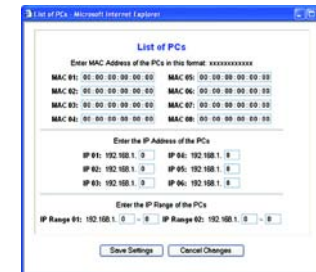 List of PCs - Microsoft Internet Explorer
List of PCs
Enter MAC Address of the PCs in this format: xxxxxxxxxxxx
MAC 01: 00:00:00:00:00:00 MAC 05: 00:00:00:00:00:00
MAC 02: 00:00:00:00:00:00 MAC 06: 00:00:00:00:00:00
MAC 03: 00:00:00:00:00:00 MAC 07: 00:00:00:00:00:00
MAC 04: 00:00:00:00:00:00 MAC 08: 00:00:00:00:00:00
Enter the IP Address of the PCs
IP 01: 192.168.1. 0 IP 04: 192.168.1. 0
IP 02: 192.168.1. 0 IP 05: 192.168.1. 0
IP 03: 192.168.1. 0 IP 06: 192.168.1. 0
Enter the IP Range of the PCs
IP Range 01: 192.168.1. 0 ~ 0 IP Range 02: 192.168.1. 0 ~ 0
Save Settings Cancel Changes